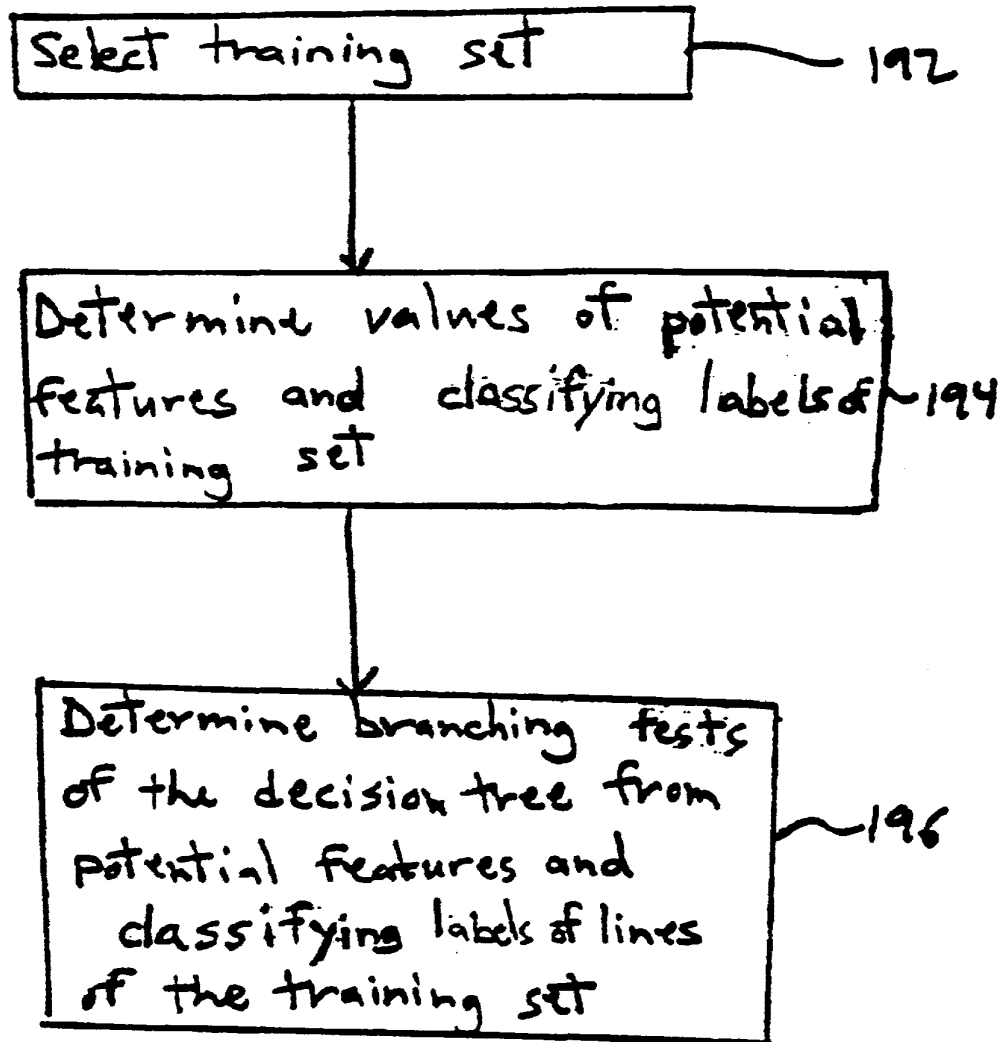 Select training set
192
Determine values of potential
features and classifying labels of
194
training set
Determine branching tests
of the decision tree from
potential features and
196
classifying labels of lines
of the training set